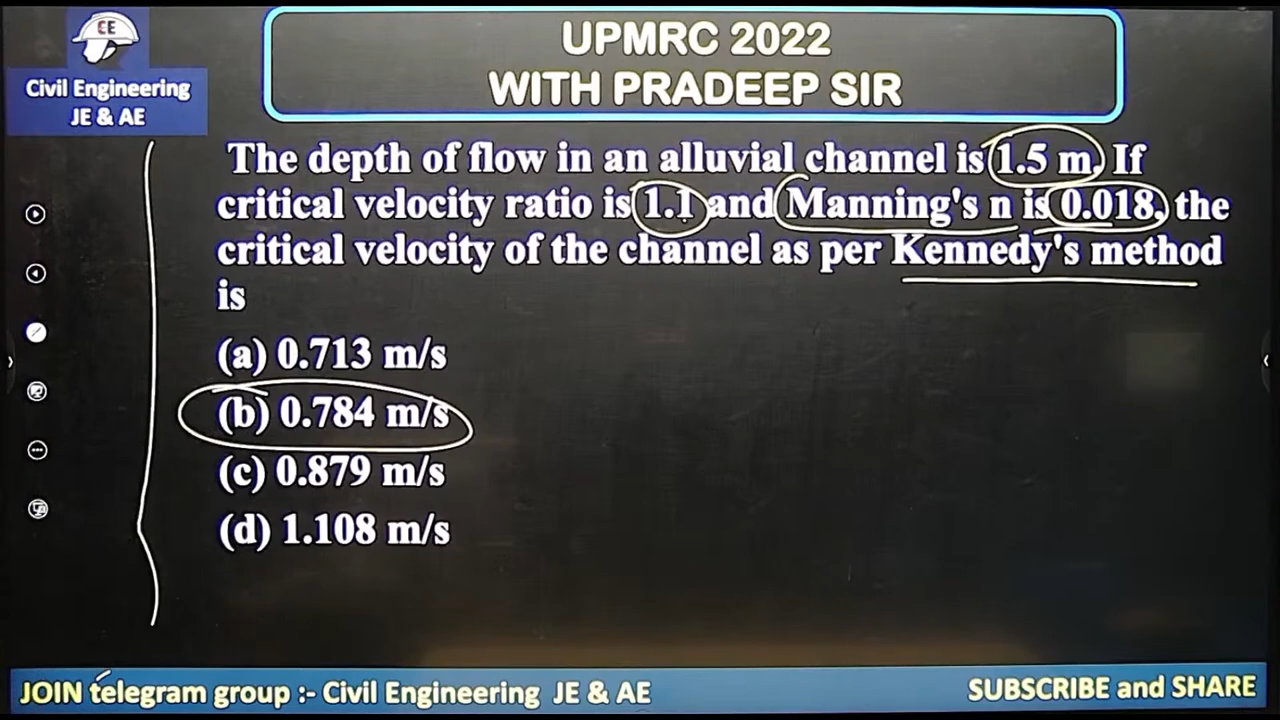 CE
Civil Engineering
JE & AE
UPMRC 2022
WITH PRADEEP SIR
The depth of flow in an alluvial channel is 1.5 m. If
critical velocity ratio is 1.1 and Manning's n is 0.018, the
critical velocity of the channel as per Kennedy's method
is
(a) 0.713 m/s
(b) 0.784 m/s
(c) 0.879 m/s
(d) 1.108 m/s
JOIN telegram group :- Civil Engineering JE & AE
SUBSCRIBE and SHARE